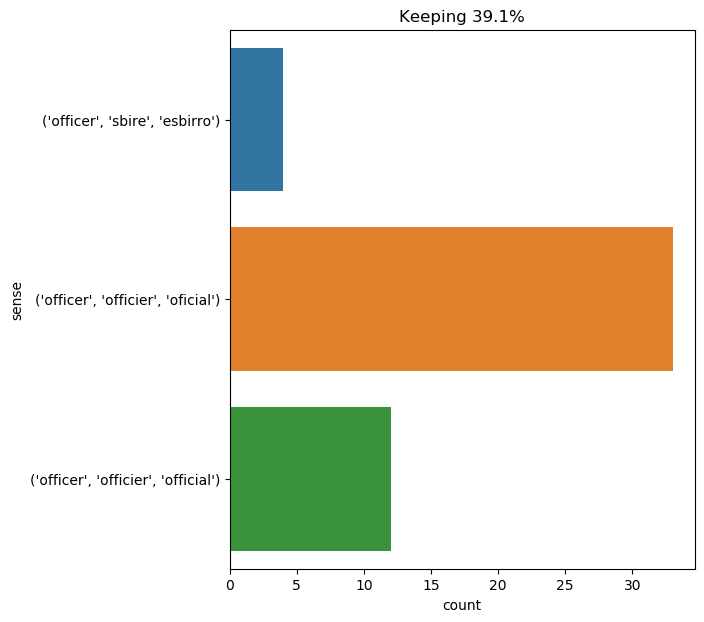 Keeping 39.1%
sense
('officer', 'sbire', 'esbirro')
('officer', 'officier', 'oficial')
('officer', 'officier', 'official')
0 5 10 15 20 25 30
count